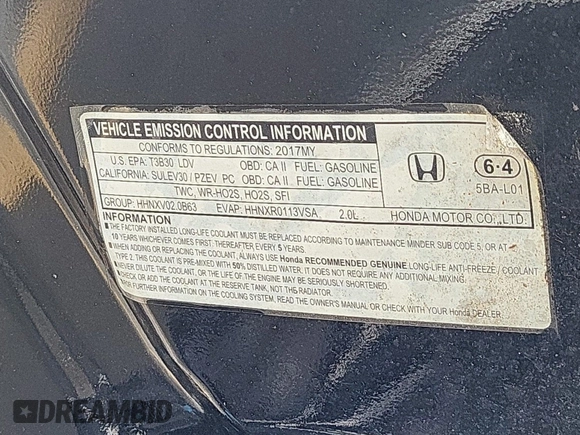 VEHICLE EMISSION CONTROL INFORMATION
CONFORMS TO REGULATIONS: 2017MY
U.S. EPA: T3B30 LDV OBD: CA II FUEL: GASOLINE
CALIFORNIA: SULEV30 / PZEV PC OBD: CA II FUEL: GASOLINE
TWC, WR-HO2S, HO2S, SFI
GROUP: HHNXV02.0B63 EVAP: HHNXR0113VSA 2.0L
6·4
5BA-L01
HONDA MOTOR CO., LTD.
INFORMATION
■ THE FACTORY INSTALLED LONG-LIFE COOLANT MUST BE REPLACED ACCORDING TO MAINTENANCE MINDER SUB CODE 5, OR AT
10 YEARS WHICHEVER COMES FIRST. THEREAFTER EVERY 5 YEARS
■ WHEN ADDING OR REPLACING THE COOLANT, ALWAYS USE Honda RECOMMENDED GENUINE LONG-LIFE ANTI-FREEZE / COOLANT
TYPE 2. THIS COOLANT IS PRE-MIXED WITH 50% DISTILLED WATER. IT DOES NOT REQUIRE ANY ADDITIONAL MIXING.
NEVER DILUTE THE COOLANT, OR THE LIFE OF THE ENGINE MAY BE SERIOUSLY SHORTENED.
ADD COOLANT AT THE RESERVE TANK, NOT THE RADIATOR.
FOR FURTHER INFORMATION ON THE COOLING SYSTEM, READ THE OWNER'S MANUAL OR CHECK WITH YOUR Honda DEALER.
DREAMBID